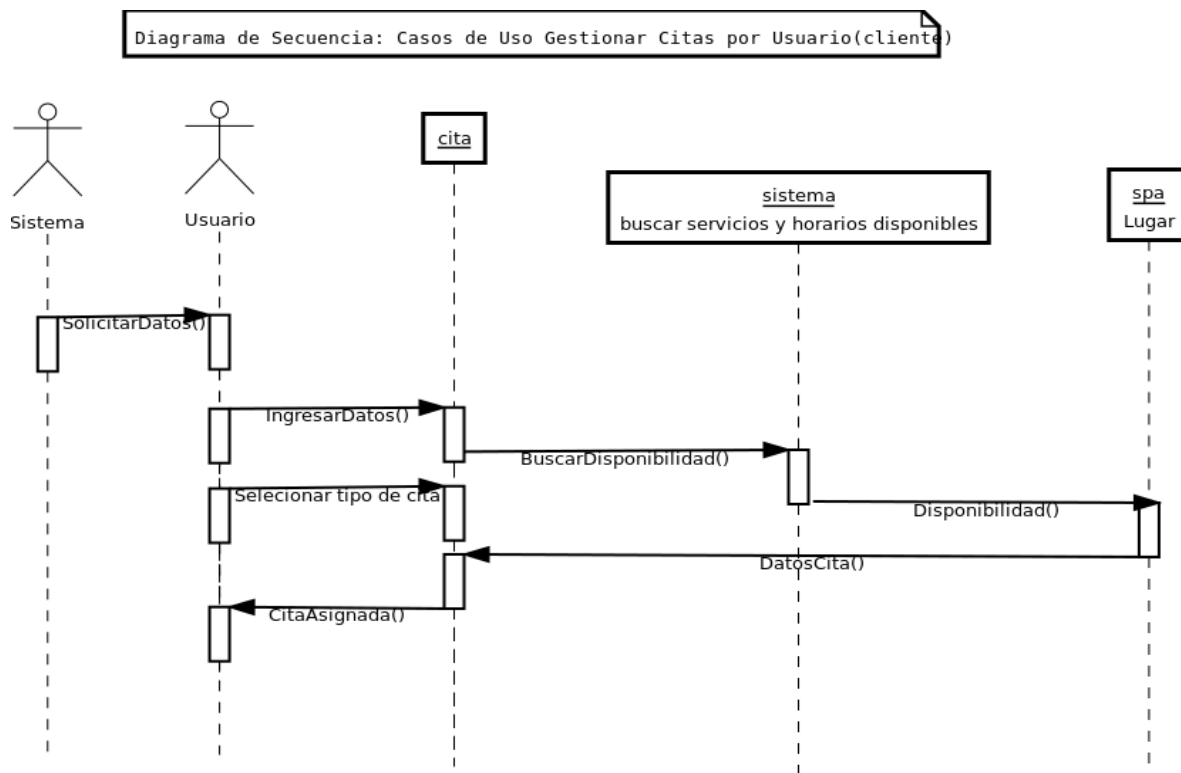 Diagrama de Secuencia: Casos de Uso Gestionar Citas por Usuario(cliente)
cita
sistema
spa
Sistema
Usuario
buscar servicios y horarios disponibles
Lugar
SolicitarDatos()
IngresarDatos()
BuscarDisponibilidad()
Selecionar tipo de cita
Disponibilidad()
DatosCita()
CitaAsignada()